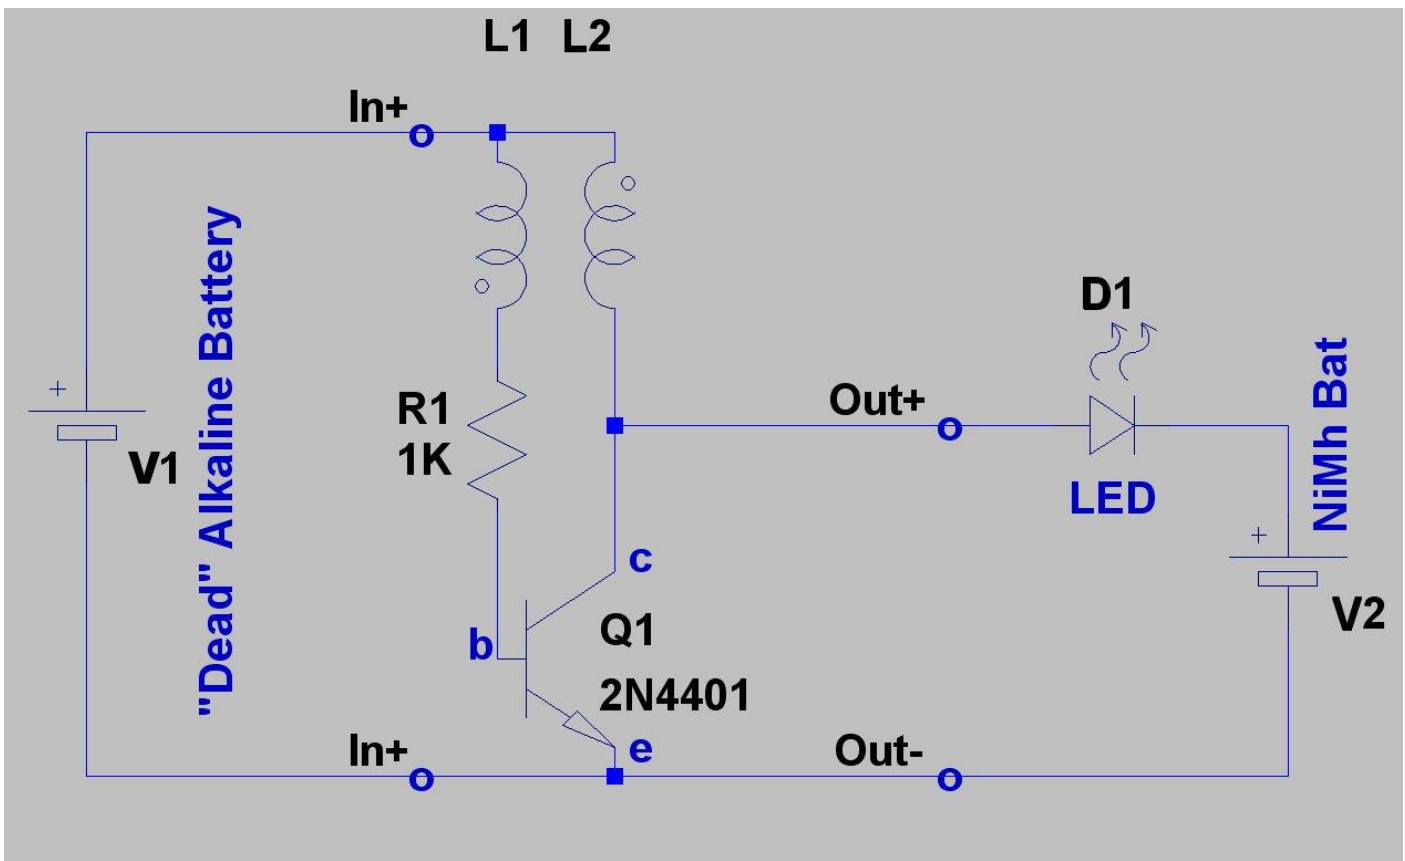 L1 L2
In+
"Dead" Alkaline Battery
+
V1
R1
1K
Out+
D1
LED
NiMh Bat
+
V2
c
b
Q1
2N4401
e
In+
Out-